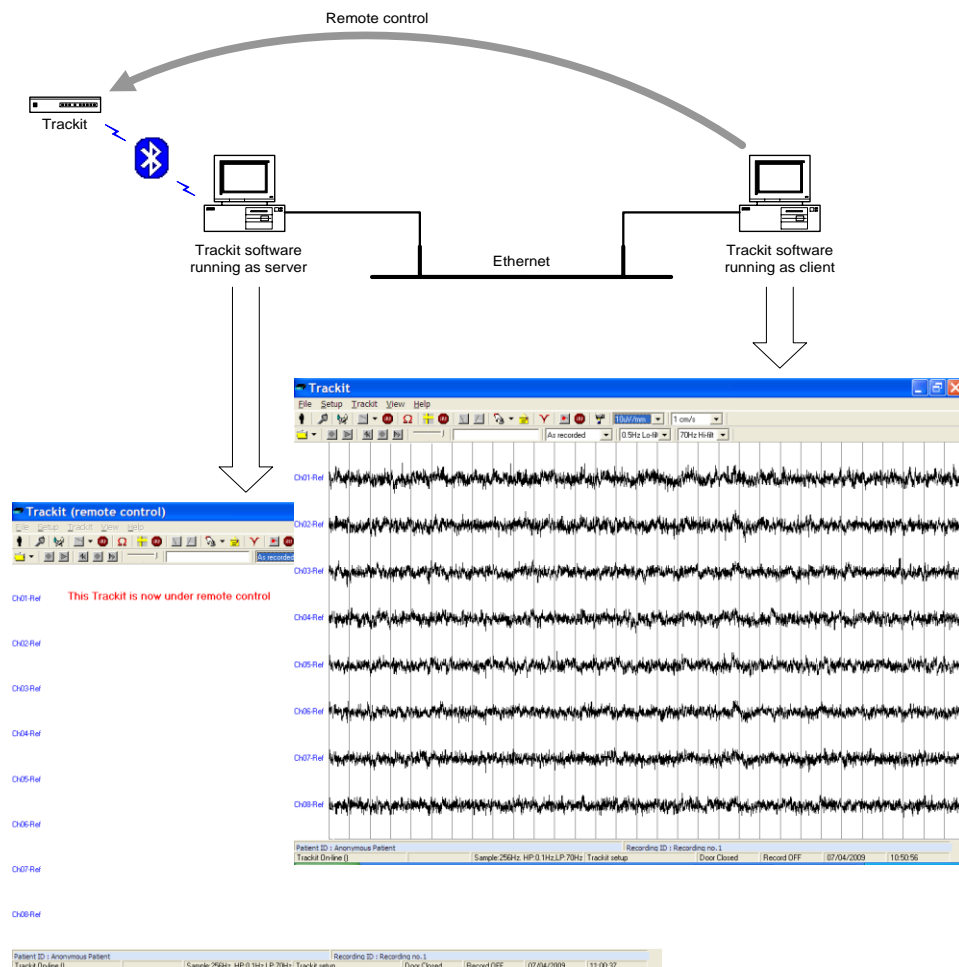 Remote control
Trackit
Trackit software
running as server
Ethernet
Trackit software
running as client
Trackit
File Setup Trackit View Help
10uV/mm 1 cm/s
As recorded 0.5Hz Lo-filt 70Hz Hi-filt
Ch01-Ref
Ch02-Ref
Ch03-Ref
Ch04-Ref
Ch05-Ref
Ch06-Ref
Ch07-Ref
Ch08-Ref
Patient ID : Anonymous Patient Recording ID : Recording no.1
Trackit On-line () Sample:256Hz. HP:0.1Hz,LP:70Hz Trackit setup Door Closed Record OFF 07/04/2009 10:50:56
Trackit (remote control)
File Setup Trackit View Help
As recorded
Ch01-Ref This Trackit is now under remote control
Ch02-Ref
Ch03-Ref
Ch04-Ref
Ch05-Ref
Ch06-Ref
Ch07-Ref
Ch08-Ref
Patient ID : Anonymous Patient Recording ID : Recording no.1
Trackit On-line () Sample:256Hz. HP:0.1Hz,LP:70Hz Trackit setup Door Closed Record OFF 07/04/2009 11:00:37